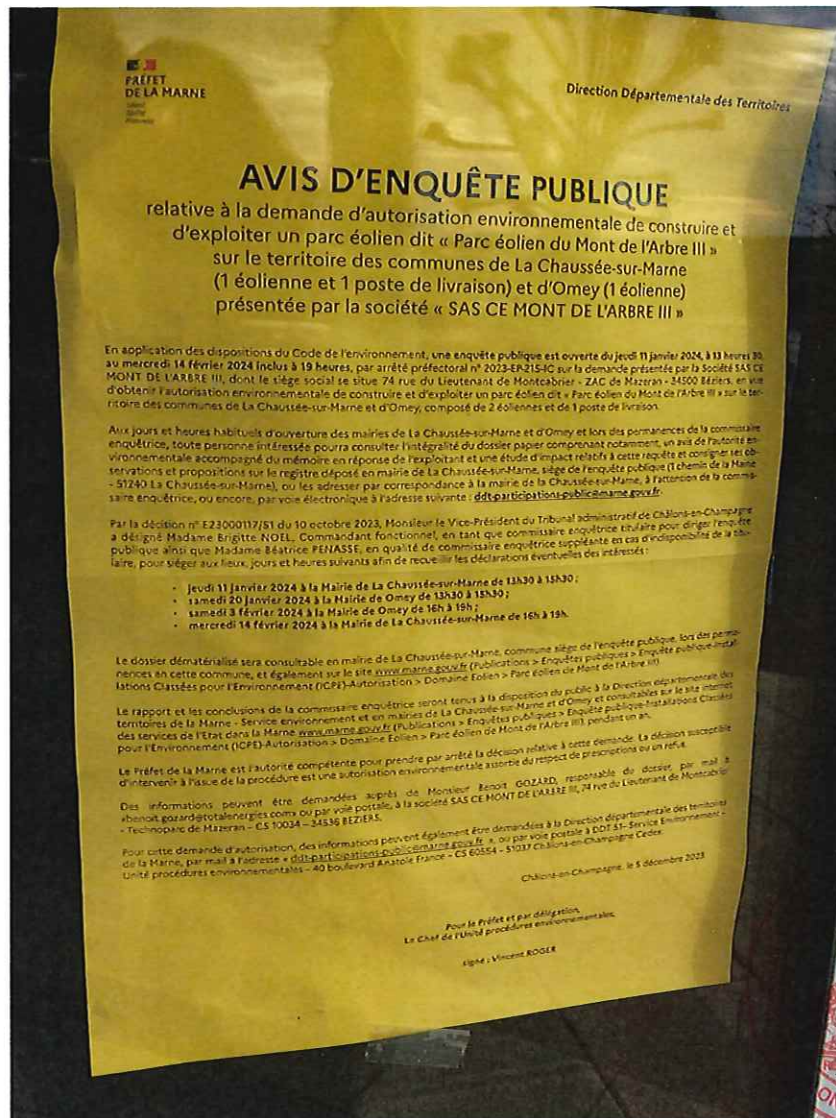 PRÉFET
DE LA MARNE
Direction Départementale des Territoires
AVIS D'ENQUÊTE PUBLIQUE
relative à la demande d'autorisation environnementale de construire et
d'exploiter un parc éolien dit « Parc éolien du Mont de l'Arbre III »
sur le territoire des communes de La Chaussée-sur-Marne
(1 éolienne et 1 poste de livraison) et d'Omey (1 éolienne)
présentée par la société « SAS CE MONT DE L'ARBRE III »
En application des dispositions du Code de l'environnement, une enquête publique est ouverte du jeudi 11 janvier 2024, à 13 heures 30,
au mercredi 14 février 2024 inclus à 19 heures, par arrêté préfectoral n° 2023-EP-215-IC sur la demande présentée par la Société SAS CE
MONT DE L'ARBRE III, dont le siège social se situe 74 rue du Lieutenant de Montcabrier - ZAC de Mazeran - 34500 Béziers, en vue
d'obtenir l'autorisation environnementale de construire et d'exploiter un parc éolien dit « Parc éolien du Mont de l'Arbre III » sur le ter-
ritoire des communes de La Chaussée-sur-Marne et d'Omey, composé de 2 éoliennes et de 1 poste de livraison.
Aux jours et heures habituels d'ouverture des mairies de La Chaussée-sur-Marne et d'Omey et lors des permanences de la commissaire
enquêtrice, toute personne intéressée pourra consulter l'intégralité du dossier papier comprenant notamment, un avis de l'autorité en-
vironnementale accompagné du mémoire en réponse de l'exploitant et une étude d'impact relatifs à cette requête et consigner ses ob-
servations et propositions sur le registre déposé en mairie de La Chaussée-sur-Marne, siège de l'enquête publique (1 chemin de la Marne
- 51240 La Chaussée-sur-Marne), ou les adresser par correspondance à la mairie de la Chaussée-sur-Marne, à l'attention de la commis-
saire enquêtrice, ou encore, par voie électronique à l'adresse suivante : ddt-participations-public@marne.gouv.fr.
Par la décision n° E23000117/51 du 10 octobre 2023, Monsieur le Vice-Président du Tribunal administratif de Châlons-en-Champagne
a désigné Madame Brigitte NOEL, Commandant fonctionnel, en tant que commissaire enquêtrice titulaire pour diriger l'enquête
publique ainsi que Madame Béatrice PENASSE, en qualité de commissaire enquêtrice suppléante en cas d'indisponibilité de la titu-
laire, pour siéger aux lieux, jours et heures suivants afin de recueillir les déclarations éventuelles des intéressés :
• jeudi 11 janvier 2024 à la Mairie de La Chaussée-sur-Marne de 13h30 à 15h30 ;
• samedi 20 janvier 2024 à la Mairie de Omey de 13h30 à 15h30 ;
• samedi 3 février 2024 à la Mairie de Omey de 16h à 19h ;
• mercredi 14 février 2024 à la Mairie de La Chaussée-sur-Marne de 16h à 19h.
Le dossier dématérialisé sera consultable en mairie de La Chaussée-sur-Marne, commune siège de l'enquête publique, lors des perma-
nences en cette commune, et également sur le site www.marne.gouv.fr (Publications > Enquêtes publiques > Enquête publique-Instal-
lations Classées pour l'Environnement (ICPE)-Autorisation > Domaine Eolien > Parc éolien de Mont de l'Arbre III)
Le rapport et les conclusions de la commissaire enquêtrice seront tenus à la disposition du public à la Direction départementale des
territoires de la Marne - Service environnement et en mairies de La Chaussée-sur-Marne et d'Omey et consultables sur le site internet
des services de l'Etat dans la Marne www.marne.gouv.fr (Publications > Enquêtes publiques > Enquête publique-Installations Classées
pour l'Environnement (ICPE)-Autorisation > Domaine Eolien > Parc éolien de Mont de l'Arbre III), pendant un an.
Le Préfet de la Marne est l'autorité compétente pour prendre par arrêté la décision relative à cette demande. La décision susceptible
d'intervenir à l'issue de la procédure est une autorisation environnementale assortie du respect de prescriptions ou un refus.
Des informations peuvent être demandées auprès de Monsieur Benoit GOZARD, responsable du dossier, par mail à
«benoit.gozard@totalenergies.com» ou par voie postale, à la société SAS CE MONT DE L'ARBRE III, 74 rue du Lieutenant de Montcabrier
- Technoparc de Mazeran - CS 10034 - 34536 BEZIERS.
Pour cette demande d'autorisation, des informations peuvent également être demandées à la Direction départementale des territoires
de la Marne, par mail à l'adresse « ddt-participations-public@marne.gouv.fr », ou par voie postale à DDT 51- Service Environnement -
Unité procédures environnementales – 40 boulevard Anatole France – CS 60554 - 51037 Châlons-en-Champagne Cedex.
Châlons-en-Champagne, le 5 décembre 2023
Pour le Préfet et par délégation,
Le Chef de l'Unité procédures environnementales,
signé : Vincent ROGER